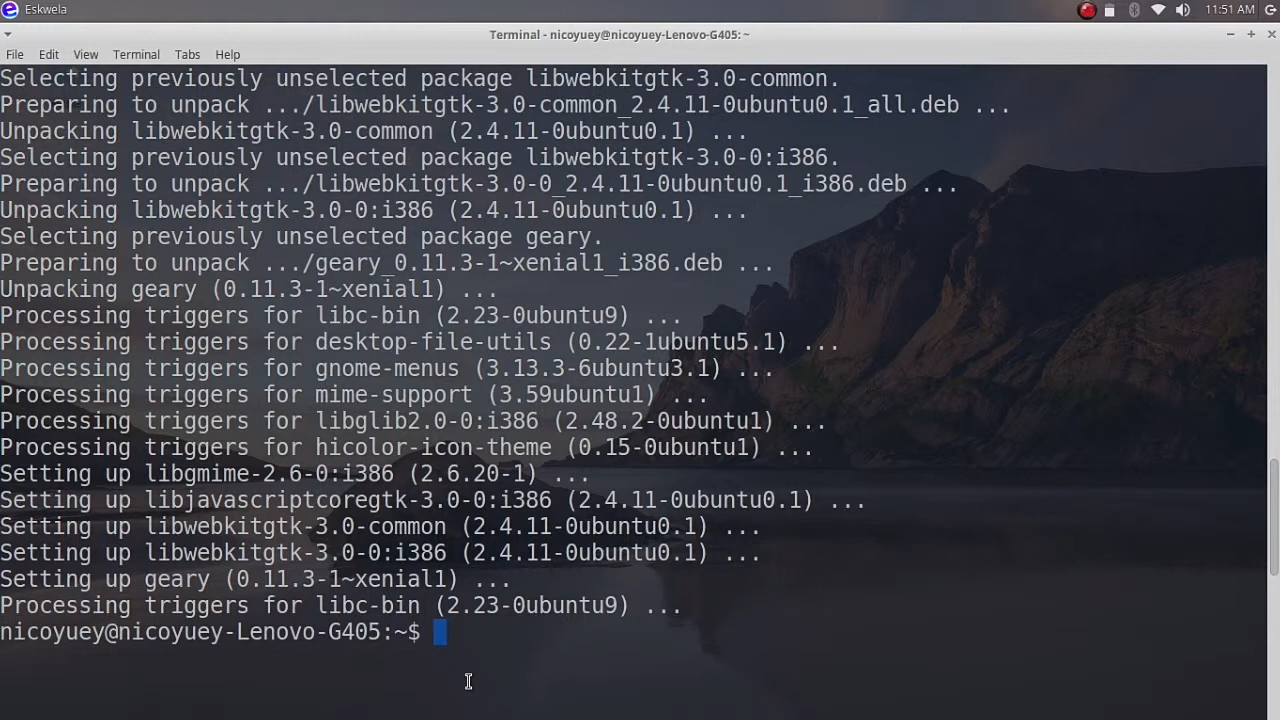 Eskwela
11:51 AM
Terminal - nicoyuey@nicoyuey-Lenovo-G405: ~
File Edit View Terminal Tabs Help
Selecting previously unselected package libwebkitgtk-3.0-common.
Preparing to unpack .../libwebkitgtk-3.0-common_2.4.11-0ubuntu0.1_all.deb ...
Unpacking libwebkitgtk-3.0-common (2.4.11-0ubuntu0.1) ...
Selecting previously unselected package libwebkitgtk-3.0-0:i386.
Preparing to unpack .../libwebkitgtk-3.0-0_2.4.11-0ubuntu0.1_i386.deb ...
Unpacking libwebkitgtk-3.0-0:i386 (2.4.11-0ubuntu0.1) ...
Selecting previously unselected package geary.
Preparing to unpack .../geary_0.11.3-1~xenial1_i386.deb ...
Unpacking geary (0.11.3-1~xenial1) ...
Processing triggers for libc-bin (2.23-0ubuntu9) ...
Processing triggers for desktop-file-utils (0.22-1ubuntu5.1) ...
Processing triggers for gnome-menus (3.13.3-6ubuntu3.1) ...
Processing triggers for mime-support (3.59ubuntu1) ...
Processing triggers for libglib2.0-0:i386 (2.48.2-0ubuntu1) ...
Processing triggers for hicolor-icon-theme (0.15-0ubuntu1) ...
Setting up libgmime-2.6-0:i386 (2.6.20-1) ...
Setting up libjavascriptcoregtk-3.0-0:i386 (2.4.11-0ubuntu0.1) ...
Setting up libwebkitgtk-3.0-common (2.4.11-0ubuntu0.1) ...
Setting up libwebkitgtk-3.0-0:i386 (2.4.11-0ubuntu0.1) ...
Setting up geary (0.11.3-1~xenial1) ...
Processing triggers for libc-bin (2.23-0ubuntu9) ...
nicoyuey@nicoyuey-Lenovo-G405:~$